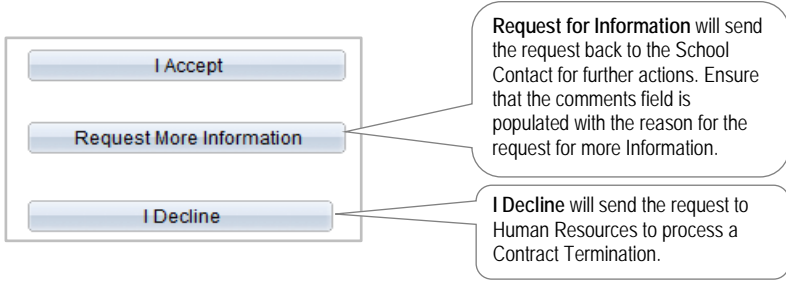 I Accept
Request More Information
I Decline
Request for Information will send
the request back to the School
Contact for further actions. Ensure
that the comments field is
populated with the reason for the
request for more Information.
I Decline will send the request to
Human Resources to process a
Contract Termination.